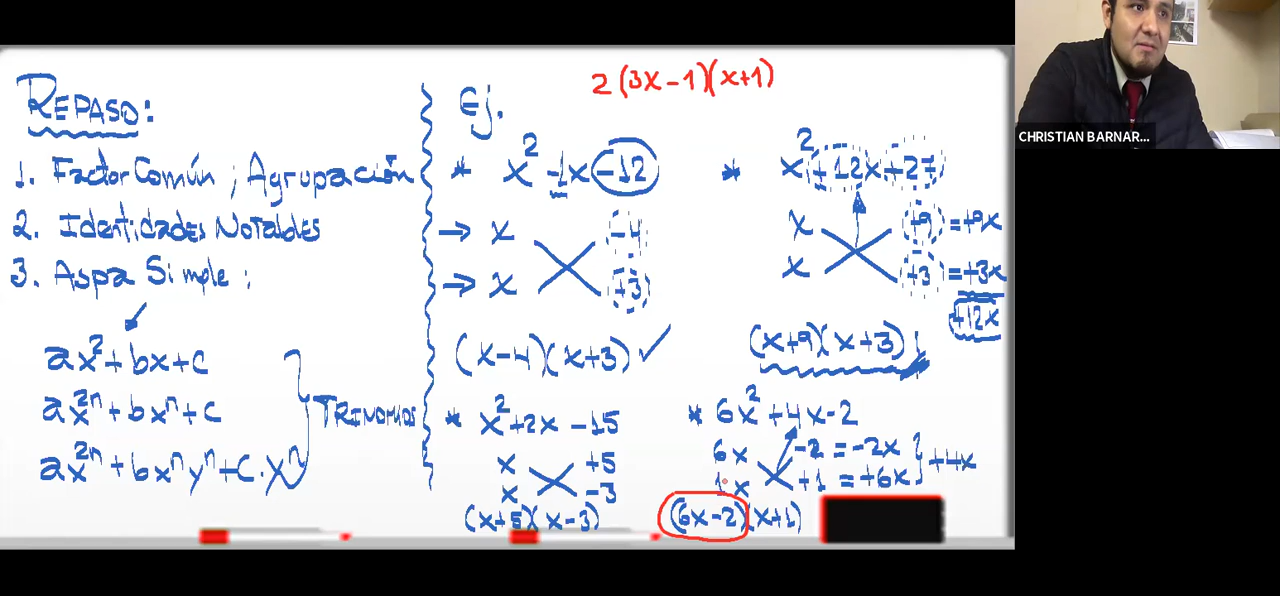 REPASO:
1. Factor Común ; Agrupación
2. Identidades Notables
3. Aspa Simple :
ax²+bx+c
ax²ⁿ+bxⁿ+c
ax²ⁿ+bxⁿyⁿ+c·xⁿ
TRINOMIOS
Ej.
2(3x-1)(x+1)
* x² -1x -12
→ x -4
→ x +3
(x-4)(x+3) ✓
* x²+2x-15
x +5
x -3
(x+5)(x-3)
* x²+12x+27
x +9 =+9x
x +3 =+3x
+12x
(x+9)(x+3)
* 6x²+4x-2
6x -2 =-2x
1x +1 =+6x
+4x
(6x-2)(x+1)
CHRISTIAN BARNAR...